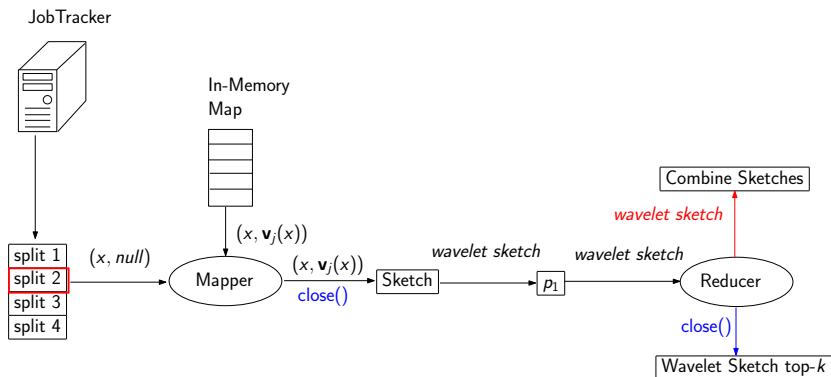 JobTracker
In-Memory
Map
split 1
split 2
split 3
split 4
(x, null)
(x, v_j(x))
Mapper
(x, v_j(x))
close()
Sketch
wavelet sketch
p_1
wavelet sketch
Reducer
wavelet sketch
Combine Sketches
close()
Wavelet Sketch top-k